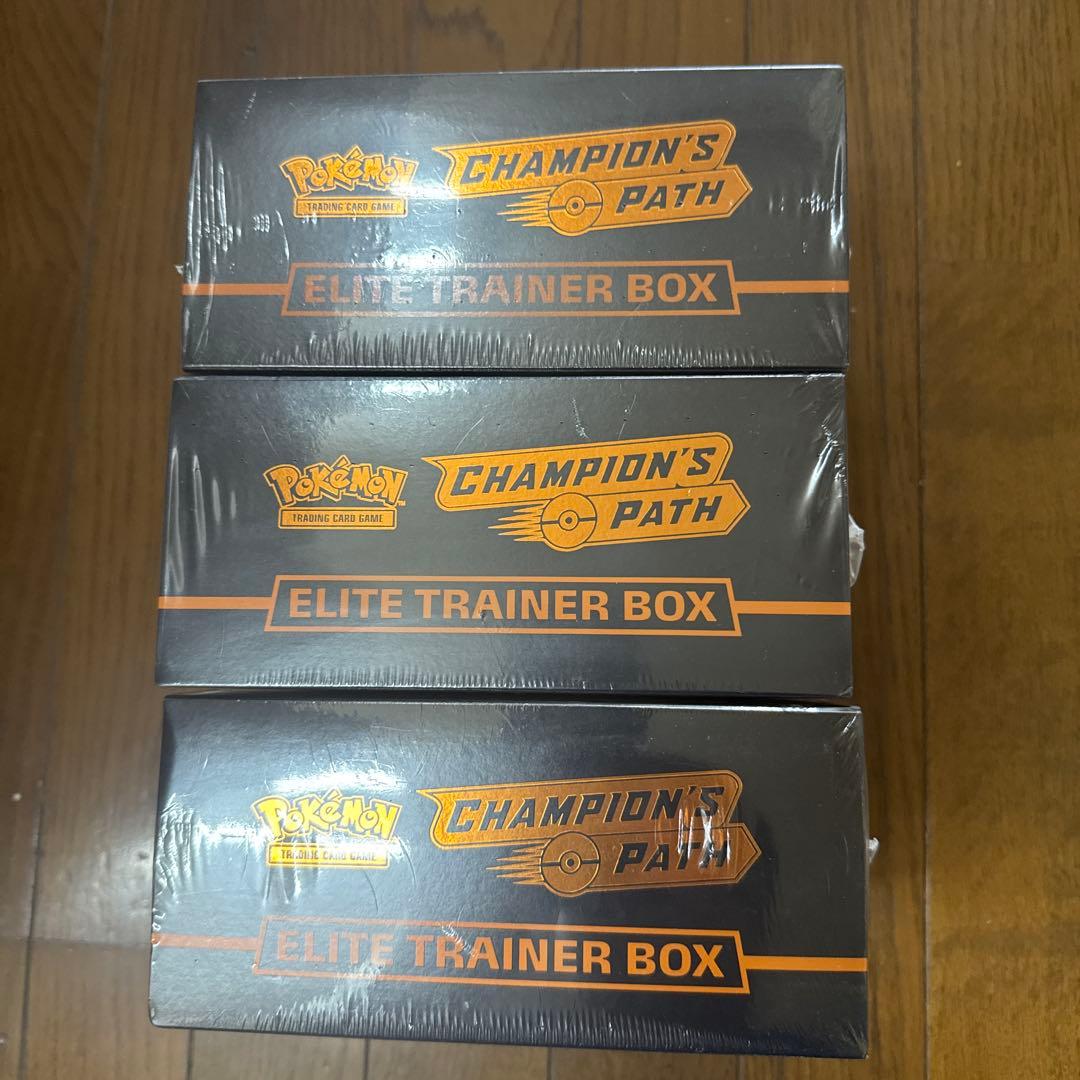 Pokémon
TRADING CARD GAME
CHAMPION'S
PATH
ELITE TRAINER BOX
Pokémon
TRADING CARD GAME
CHAMPION'S
PATH
ELITE TRAINER BOX
Pokémon
TRADING CARD GAME
CHAMPION'S
PATH
ELITE TRAINER BOX